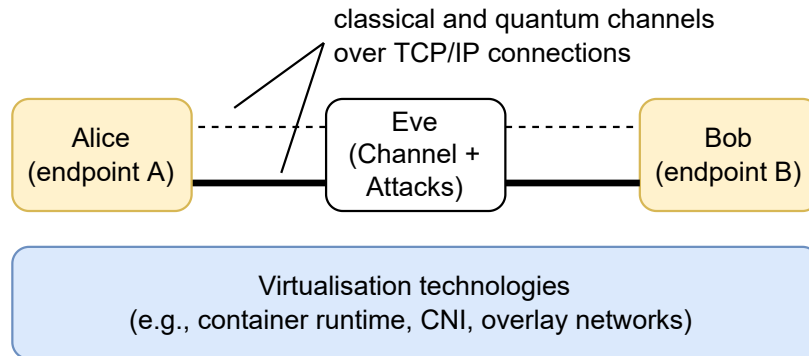 classical and quantum channels
over TCP/IP connections
Alice
(endpoint A)
Eve
(Channel +
Attacks)
Bob
(endpoint B)
Virtualisation technologies
(e.g., container runtime, CNI, overlay networks)